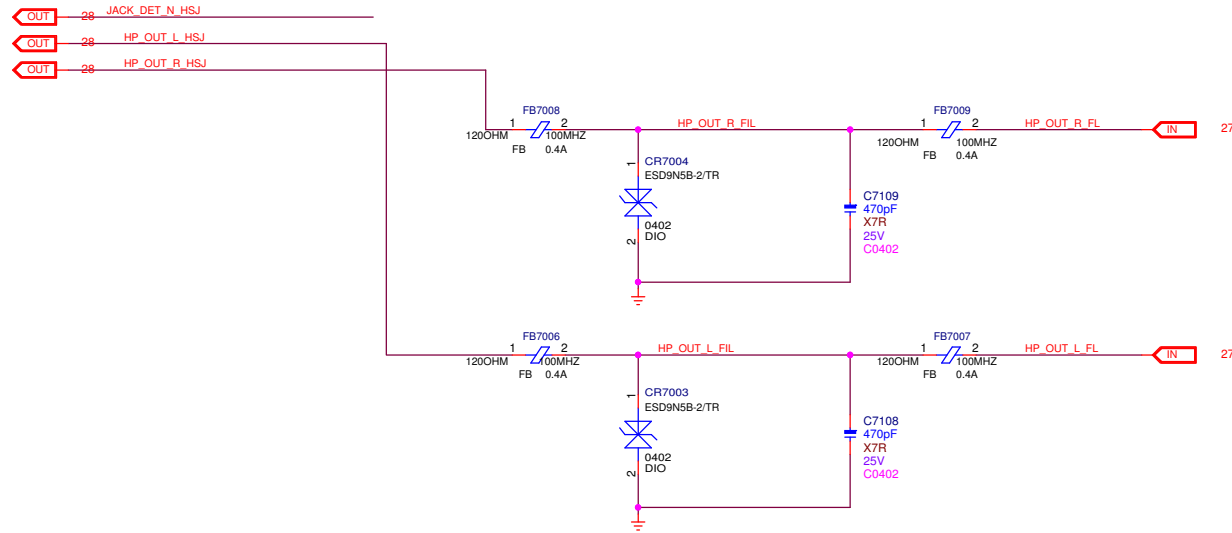 OUT 28 JACK_DET_N_HSJ
OUT 28 HP_OUT_L_HSJ
OUT 28 HP_OUT_R_HSJ
FB7008
1 2
120OHM 100MHZ
FB 0.4A
HP_OUT_R_FIL
FB7009
1 2
120OHM 100MHZ
FB 0.4A
HP_OUT_R_FL
IN 27
1 CR7004
ESD9N5B-2/TR
0402
2 DIO
C7109
470pF
X7R
25V
C0402
FB7006
1 2
120OHM 100MHZ
FB 0.4A
HP_OUT_L_FIL
FB7007
1 2
120OHM 100MHZ
FB 0.4A
HP_OUT_L_FL
IN 27
1 CR7003
ESD9N5B-2/TR
0402
2 DIO
C7108
470pF
X7R
25V
C0402